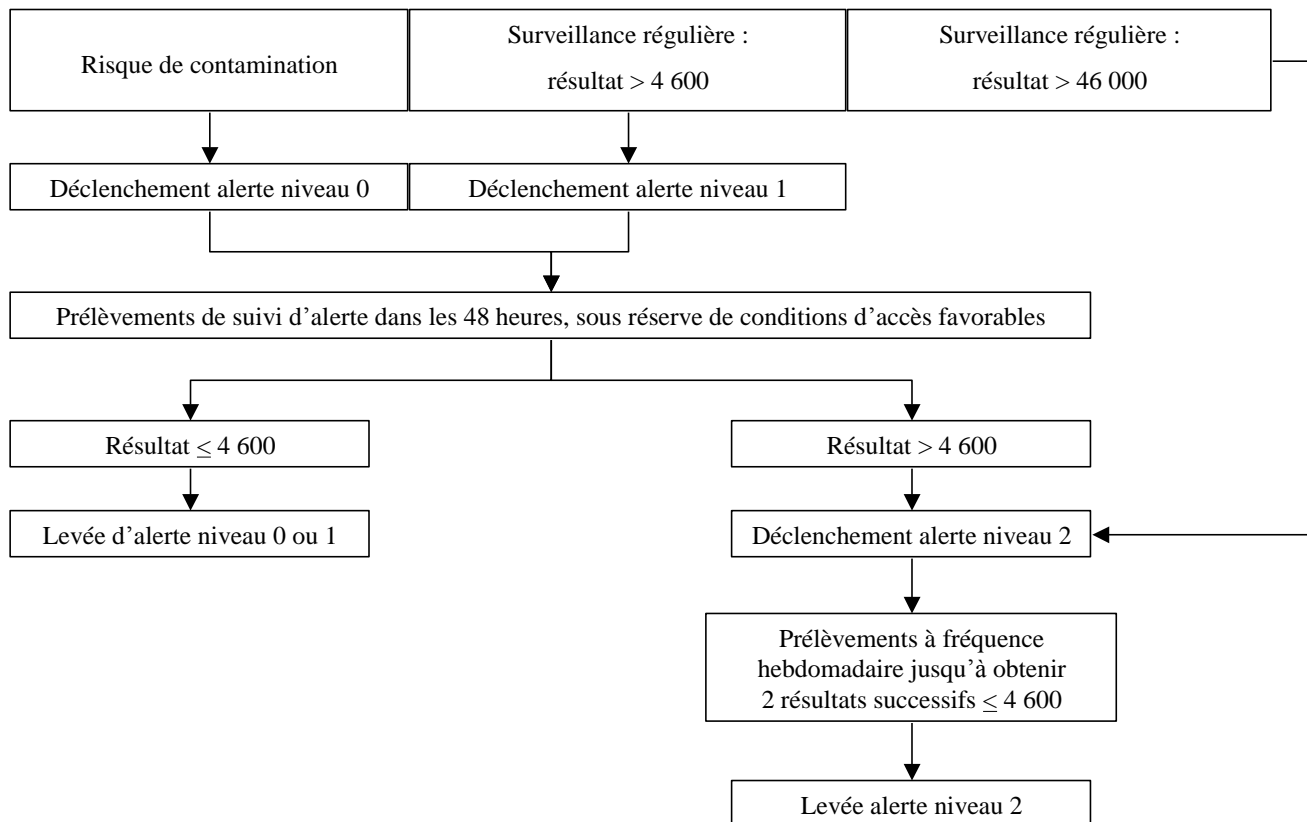 Risque de contamination
Surveillance régulière :
résultat > 4 600
Surveillance régulière :
résultat > 46 000
Déclenchement alerte niveau 0
Déclenchement alerte niveau 1
Prélèvements de suivi d’alerte dans les 48 heures, sous réserve de conditions d’accès favorables
Résultat ≤ 4 600
Résultat > 4 600
Levée d’alerte niveau 0 ou 1
Déclenchement alerte niveau 2
Prélèvements à fréquence
hebdomadaire jusqu’à obtenir
2 résultats successifs ≤ 4 600
Levée alerte niveau 2